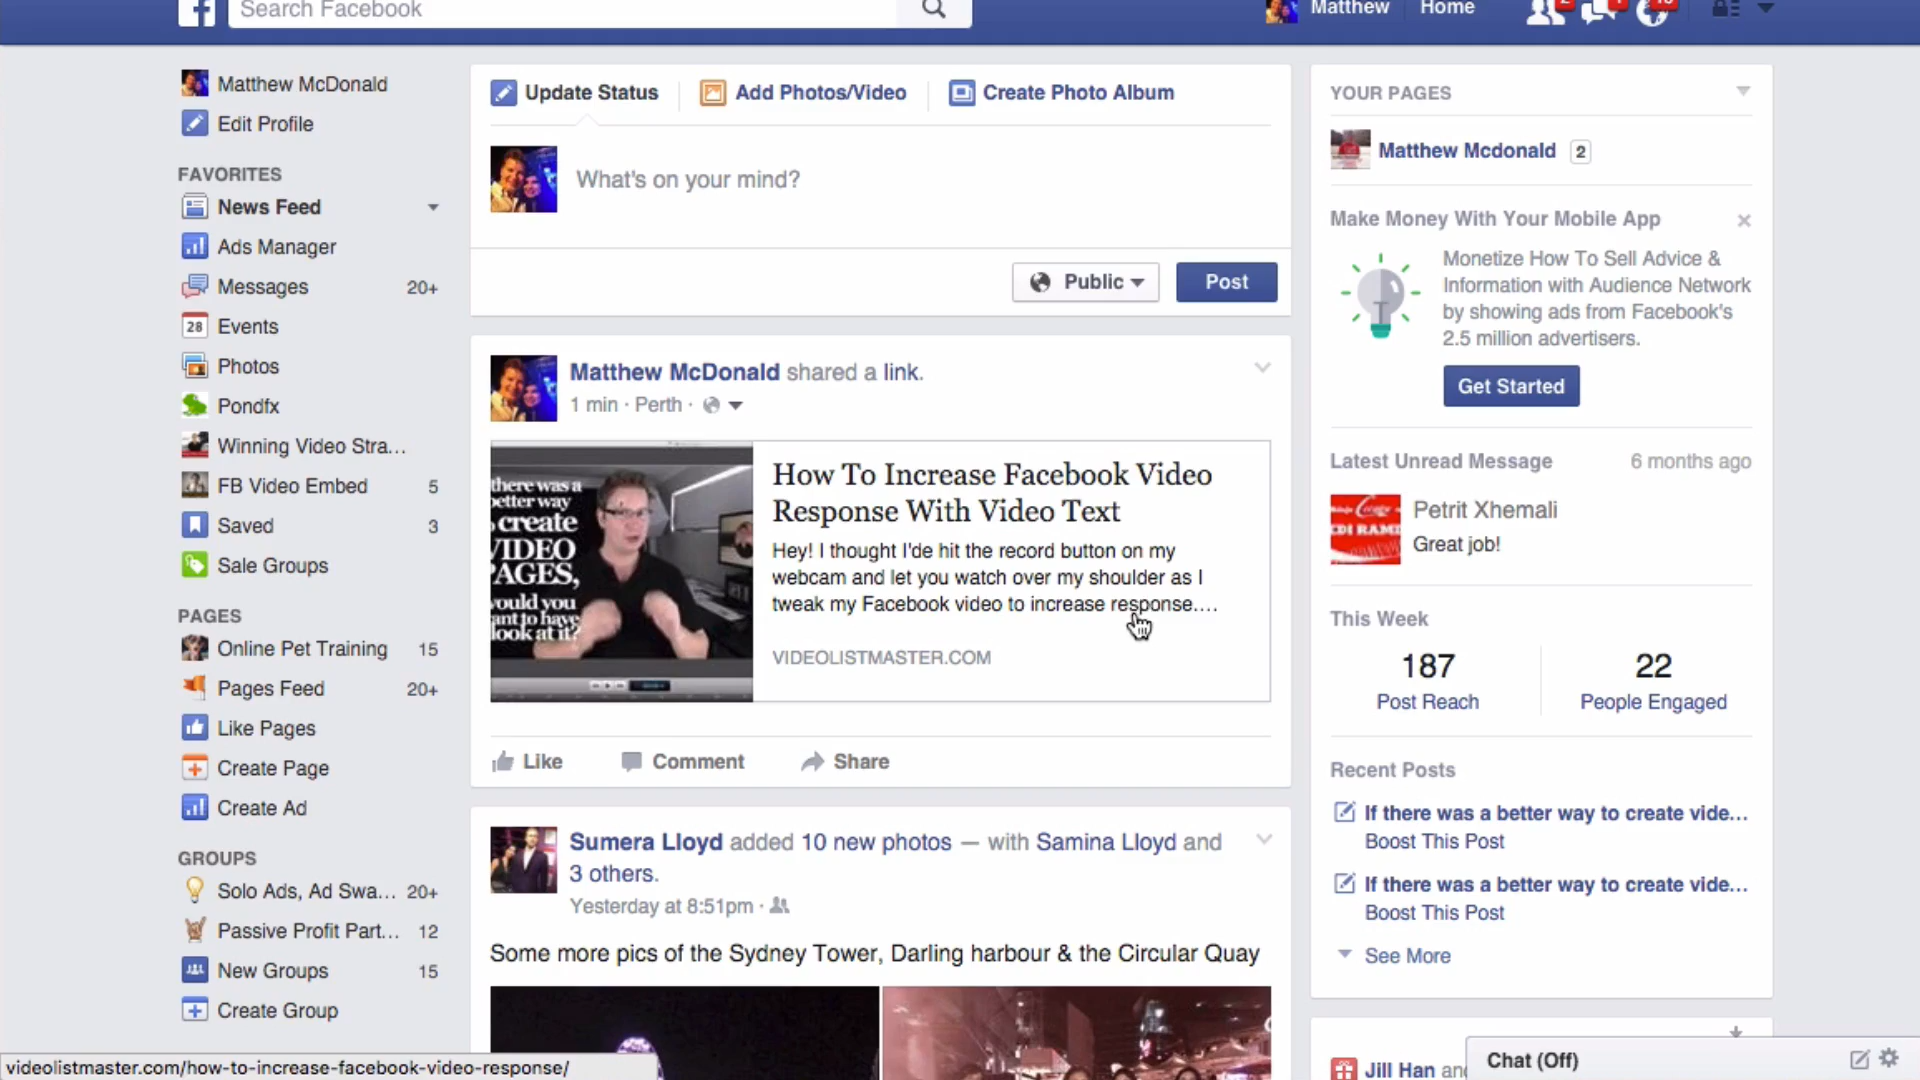 Search Facebook
Matthew
Home
Matthew McDonald
Edit Profile
FAVORITES
News Feed
Ads Manager
Messages 20+
28 Events
Photos
Pondfx
Winning Video Stra...
FB Video Embed 5
Saved 3
Sale Groups
PAGES
Online Pet Training 15
Pages Feed 20+
Like Pages
Create Page
Create Ad
GROUPS
Solo Ads, Ad Swa... 20+
Passive Profit Part... 12
New Groups 15
Create Group
videolistmaster.com/how-to-increase-facebook-video-response/
Update Status
Add Photos/Video
Create Photo Album
What's on your mind?
Public
Post
Matthew McDonald shared a link.
1 min · Perth ·
there was a
better way
create
VIDEO
PAGES,
would you
want to have
look at it?
How To Increase Facebook Video
Response With Video Text
Hey! I thought I'de hit the record button on my
webcam and let you watch over my shoulder as I
tweak my Facebook video to increase response....
VIDEOLISTMASTER.COM
Like
Comment
Share
Sumera Lloyd added 10 new photos — with Samina Lloyd and
3 others.
Yesterday at 8:51pm ·
Some more pics of the Sydney Tower, Darling harbour & the Circular Quay
YOUR PAGES
Matthew Mcdonald 2
Make Money With Your Mobile App
Monetize How To Sell Advice &
Information with Audience Network
by showing ads from Facebook's
2.5 million advertisers.
Get Started
Latest Unread Message 6 months ago
Petrit Xhemali
Great job!
This Week
187
Post Reach
22
People Engaged
Recent Posts
If there was a better way to create vide...
Boost This Post
If there was a better way to create vide...
Boost This Post
See More
Jill Han and
Chat (Off)